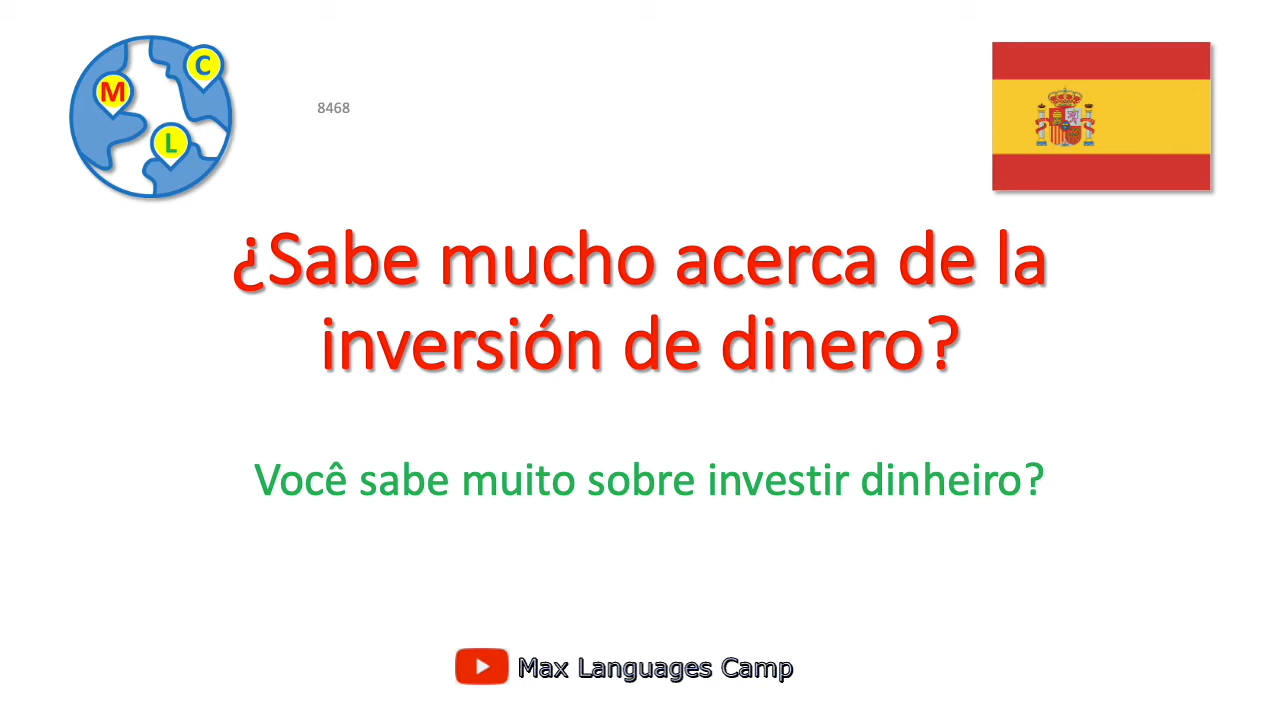 C
M
L
8468
¿Sabe mucho acerca de la
inversión de dinero?
Você sabe muito sobre investir dinheiro?
Max Languages Camp